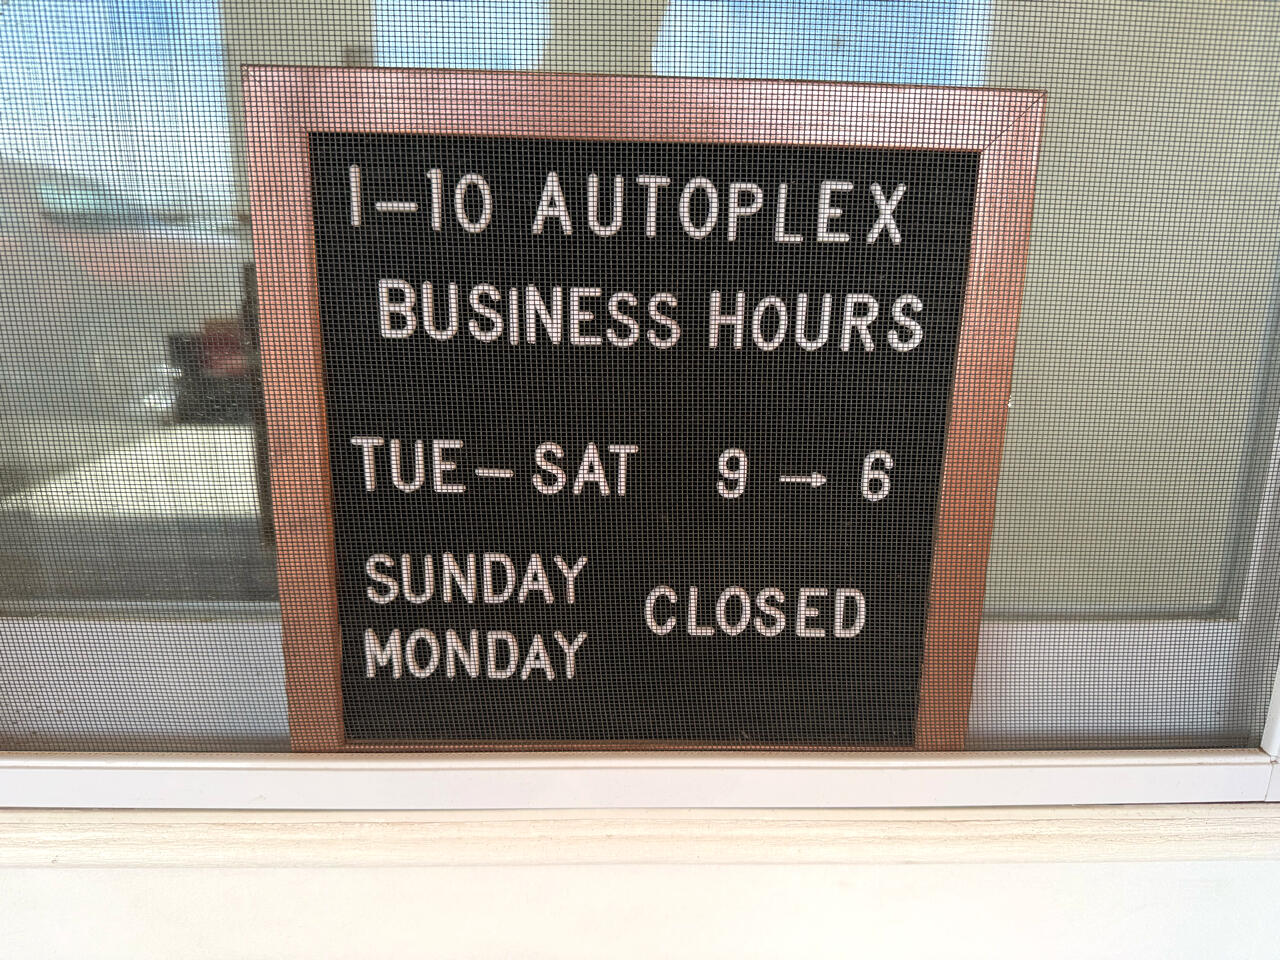 I-10 AUTOPLEX
BUSINESS HOURS
TUE-SAT 9 → 6
SUNDAY
CLOSED
MONDAY